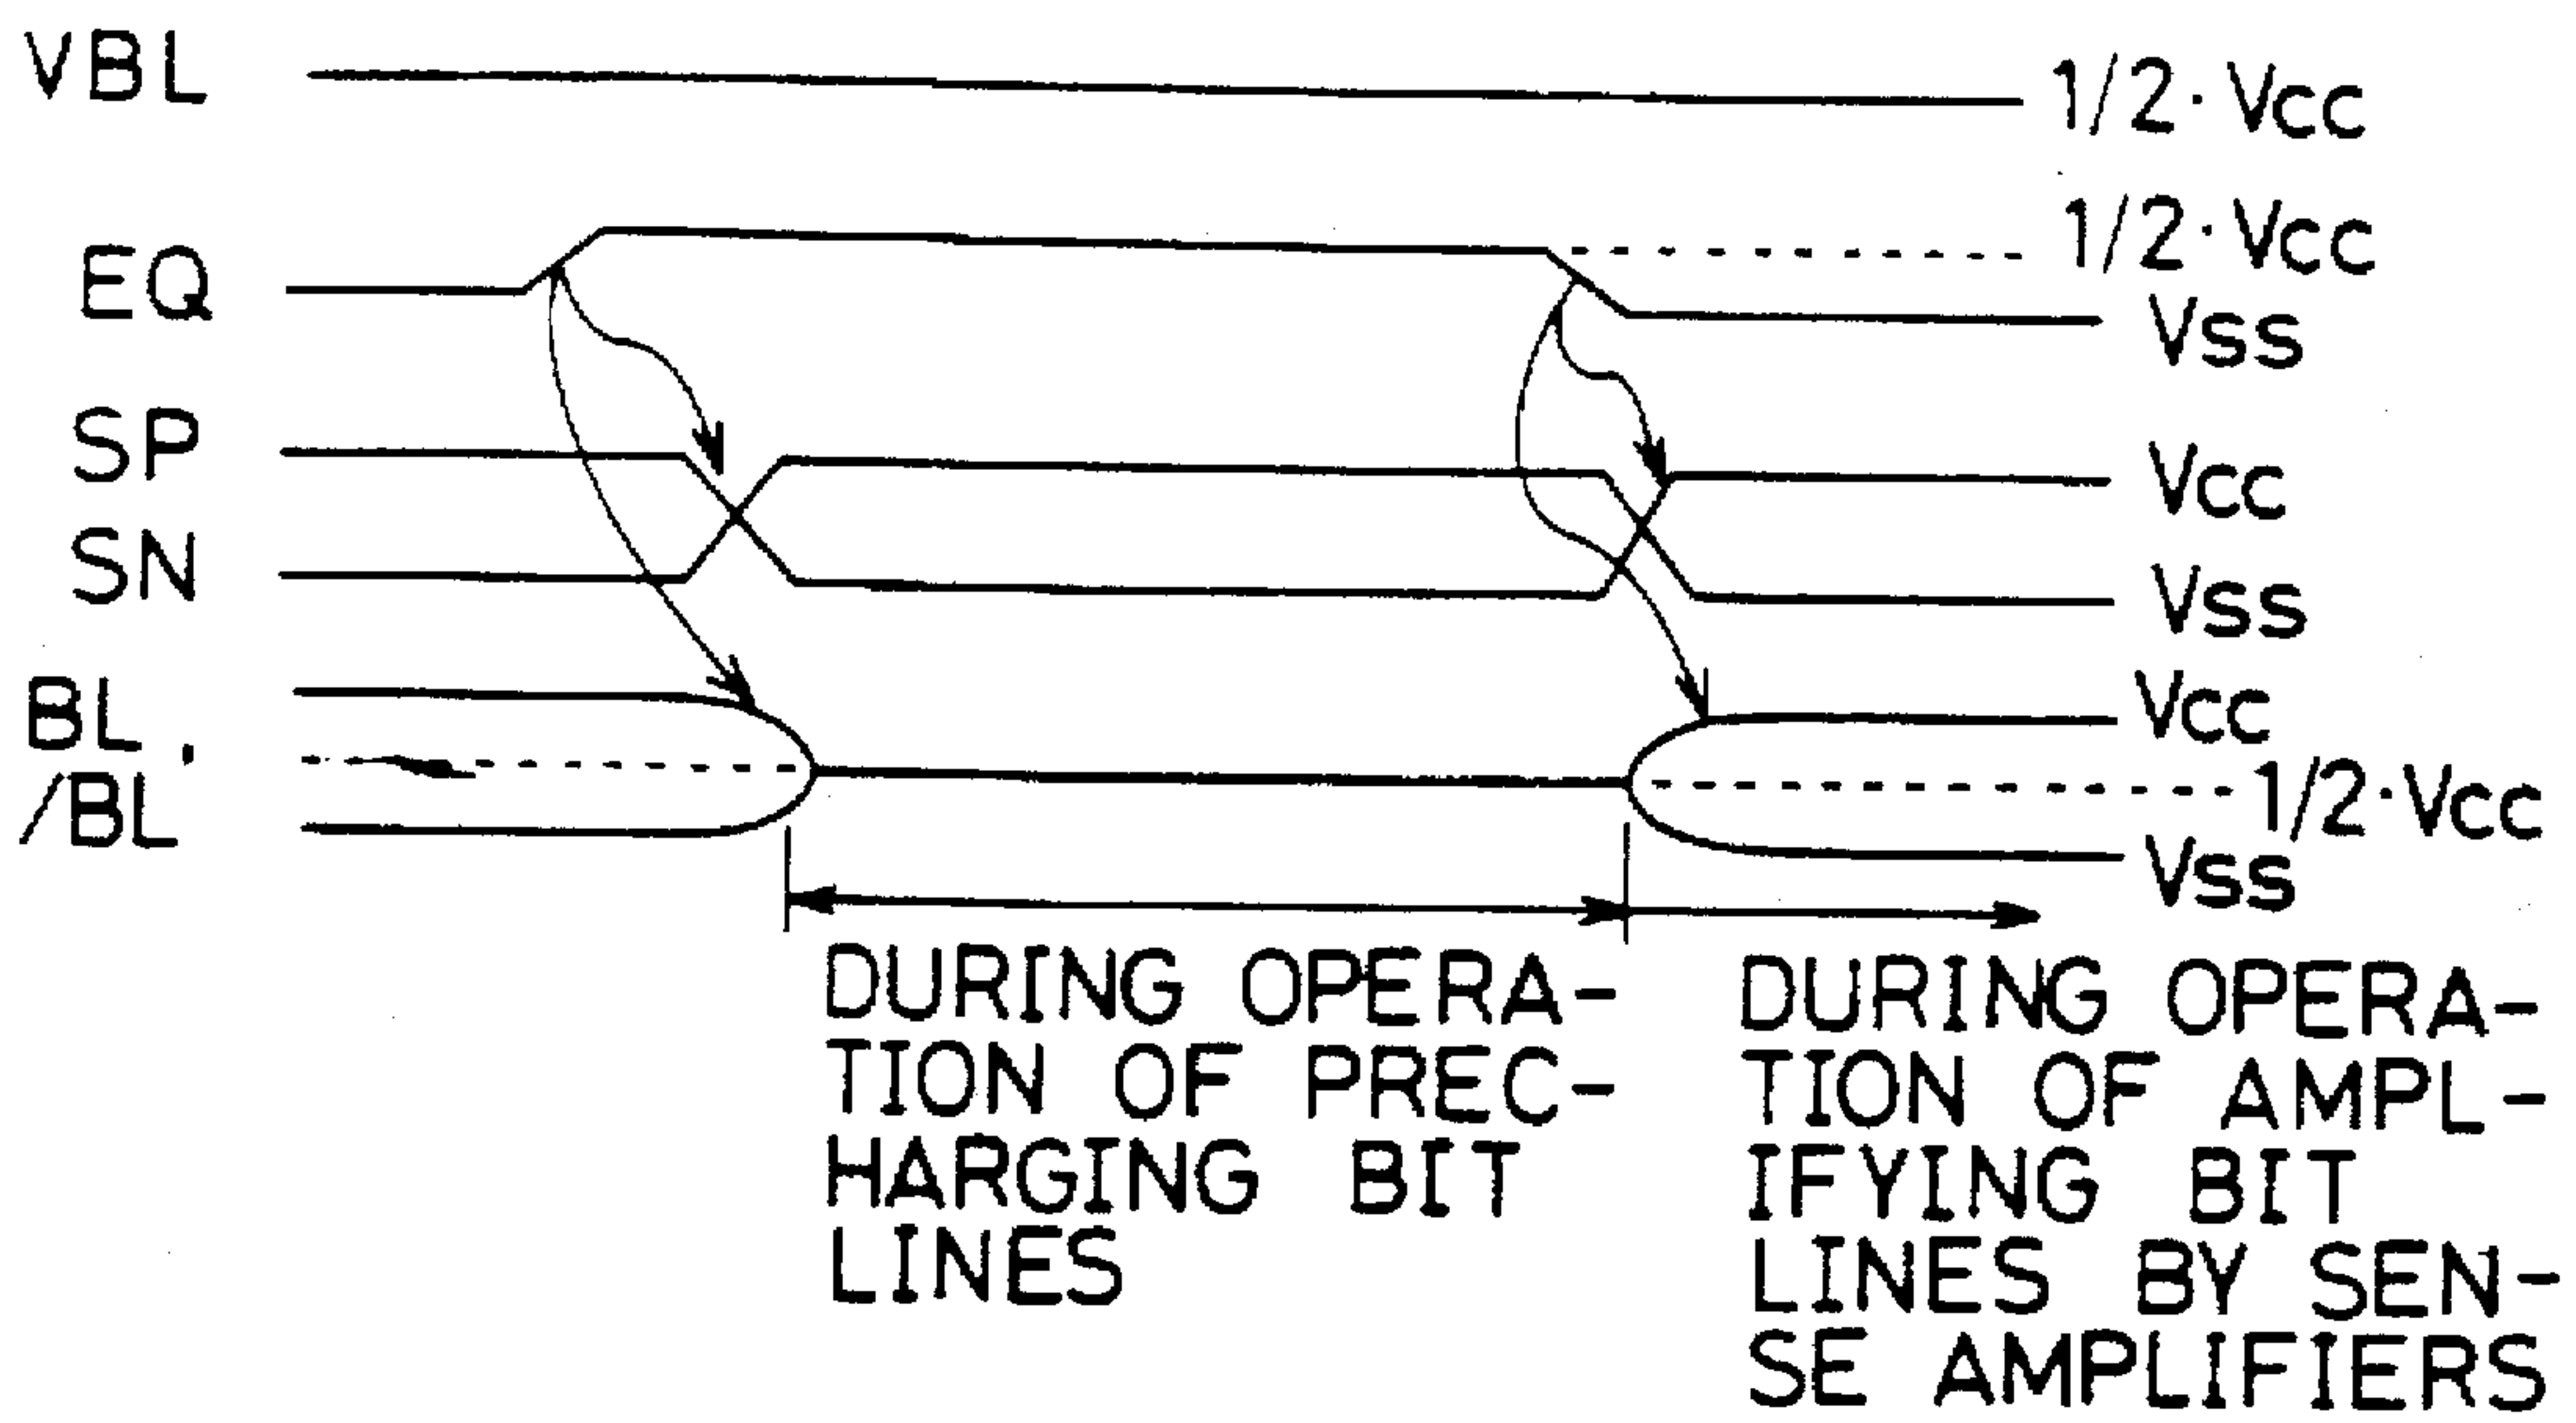 VBL 1/2·Vcc
EQ 1/2·Vcc
Vss
SP Vcc
SN Vss
BL, Vcc
/BL 1/2·Vcc
Vss
DURING OPERA-
TION OF PREC-
HARGING BIT
LINES
DURING OPERA-
TION OF AMPL-
IFYING BIT
LINES BY SEN-
SE AMPLIFIERS